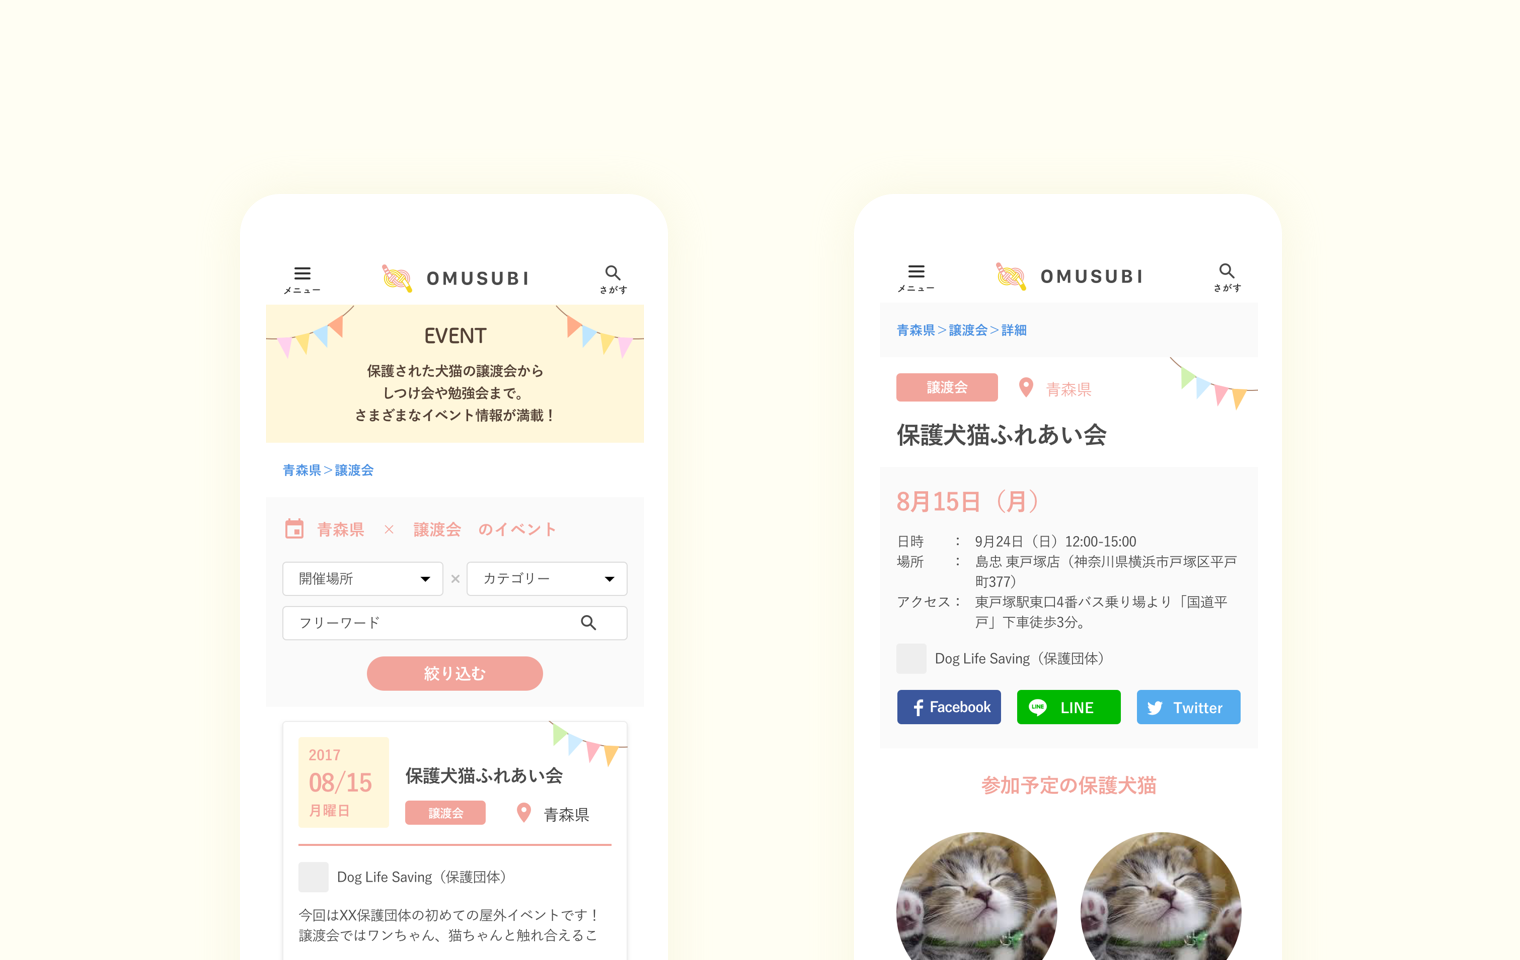 メニュー
OMUSUBI
さがす
EVENT
保護された犬猫の譲渡会から
しつけ会や勉強会まで。
さまざまなイベント情報が満載！
青森県＞譲渡会
青森県　×　譲渡会　のイベント
開催場所 × カテゴリー
フリーワード
絞り込む
2017
08/15
月曜日
保護犬猫ふれあい会
譲渡会 青森県
Dog Life Saving（保護団体）
今回はXX保護団体の初めての屋外イベントです！
譲渡会ではワンちゃん、猫ちゃんと触れ合えるこ
メニュー
OMUSUBI
さがす
青森県＞譲渡会＞詳細
譲渡会 青森県
保護犬猫ふれあい会
8月15日（月）
日時　　： 9月24日（日）12:00-15:00
場所　　： 島忠 東戸塚店（神奈川県横浜市戸塚区平戸
町377）
アクセス： 東戸塚駅東口4番バス乗り場より「国道平
戸」下車徒歩3分。
Dog Life Saving（保護団体）
Facebook
LINE LINE
Twitter
参加予定の保護犬猫